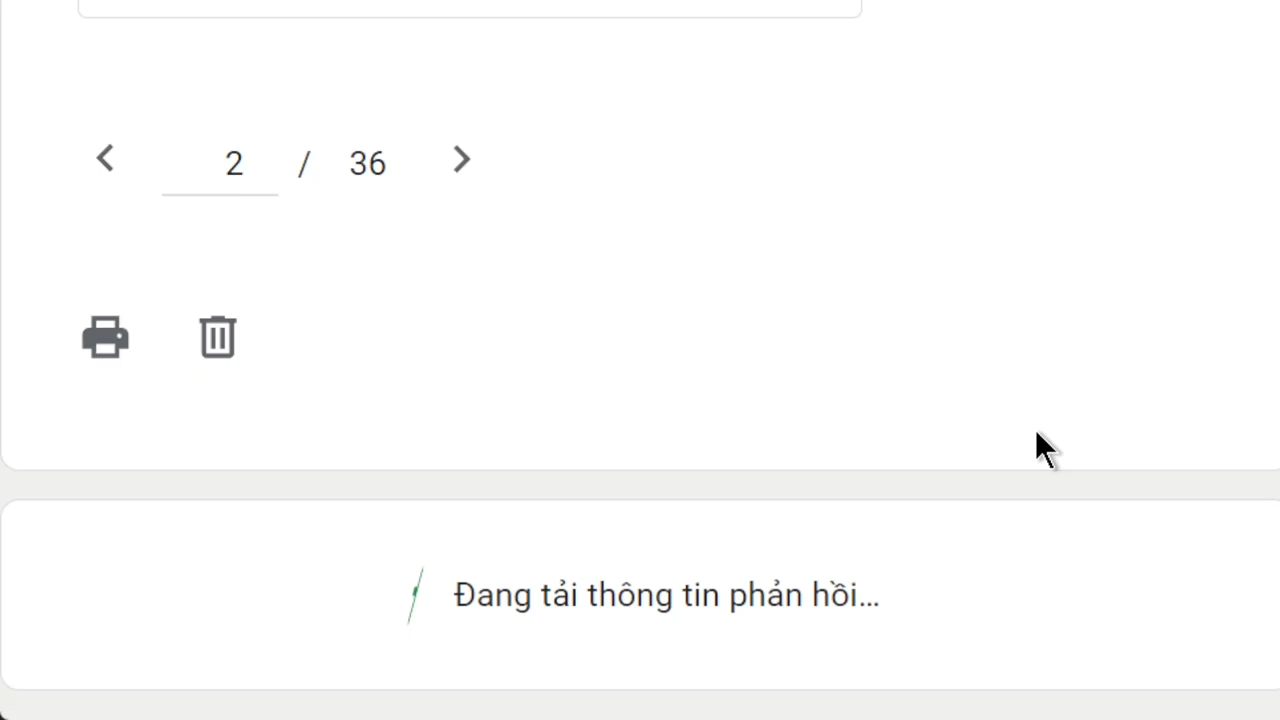 2 / 36
Đang tải thông tin phản hồi...